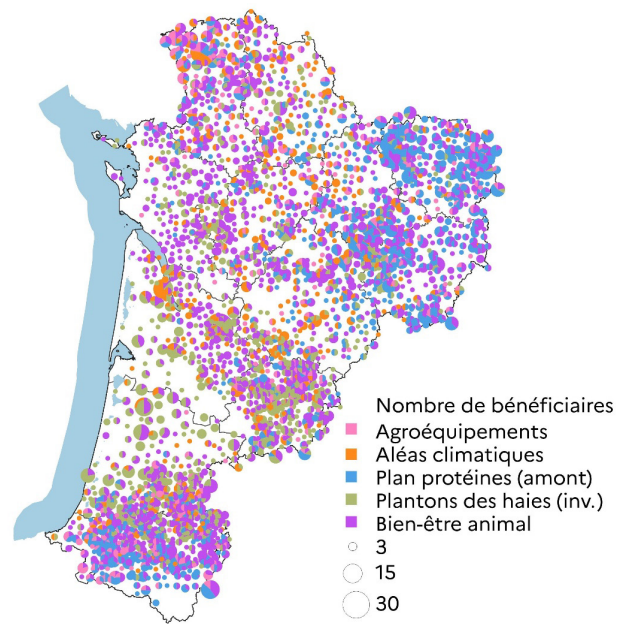 Nombre de bénéficiaires
Agroéquipements
Aléas climatiques
Plan protéines (amont)
Plantons des haies (inv.)
Bien-être animal
3
15
30